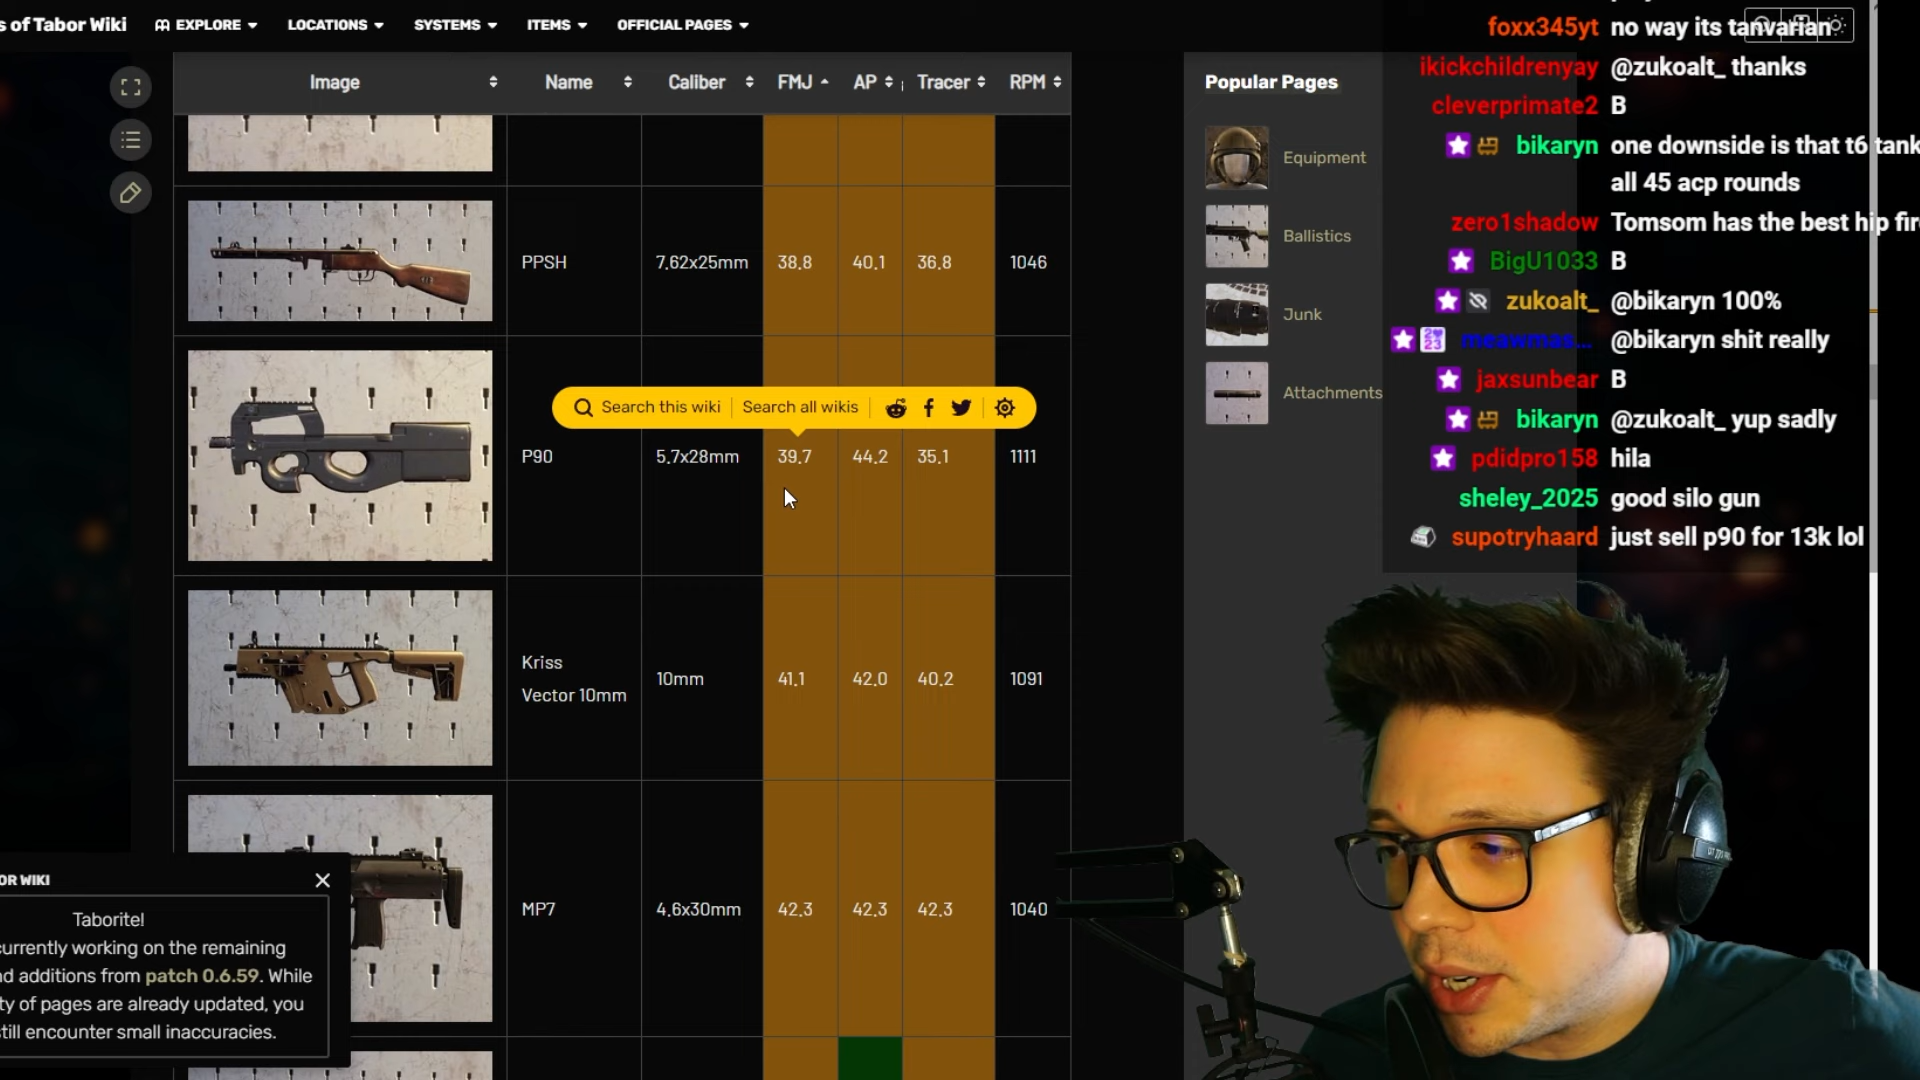 s of Tabor Wiki EXPLORE LOCATIONS SYSTEMS ITEMS OFFICIAL PAGES
Image Name Caliber FMJ AP Tracer RPM
PPSH 7.62x25mm 38.8 40.1 36.8 1046
Search this wiki Search all wikis
P90 5.7x28mm 39.7 44.2 35.1 1111
Kriss
Vector 10mm 10mm 41.1 42.0 40.2 1091
MP7 4.6x30mm 42.3 42.3 42.3 1040
OR WIKI
Taborite!
currently working on the remaining
nd additions from patch 0.6.59. While
ty of pages are already updated, you
still encounter small inaccuracies.
Popular Pages
Equipment
Ballistics
Junk
Attachments
foxx345yt no way its tanvarian
ikickchildrenyay @zukoalt_ thanks
cleverprimate2 B
bikaryn one downside is that t6 tank
all 45 acp rounds
zero1shadow Tomsom has the best hip fir
BigU1033 B
zukoalt_ @bikaryn 100%
meawmas... @bikaryn shit really
jaxsunbear B
bikaryn @zukoalt_ yup sadly
pdidpro158 hila
sheley_2025 good silo gun
supotryhaard just sell p90 for 13k lol